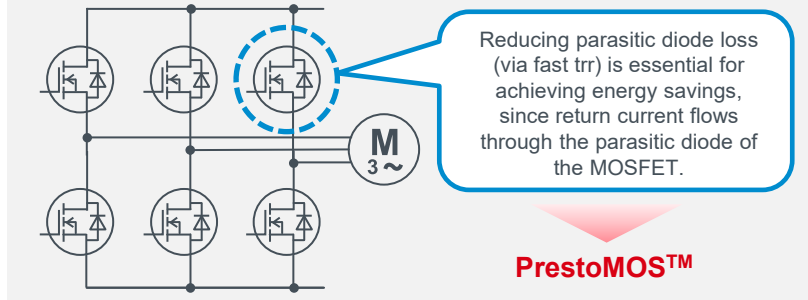 Reducing parasitic diode loss
(via fast trr) is essential for
achieving energy savings,
since return current flows
through the parasitic diode of
the MOSFET.
M
3～
PrestoMOS™